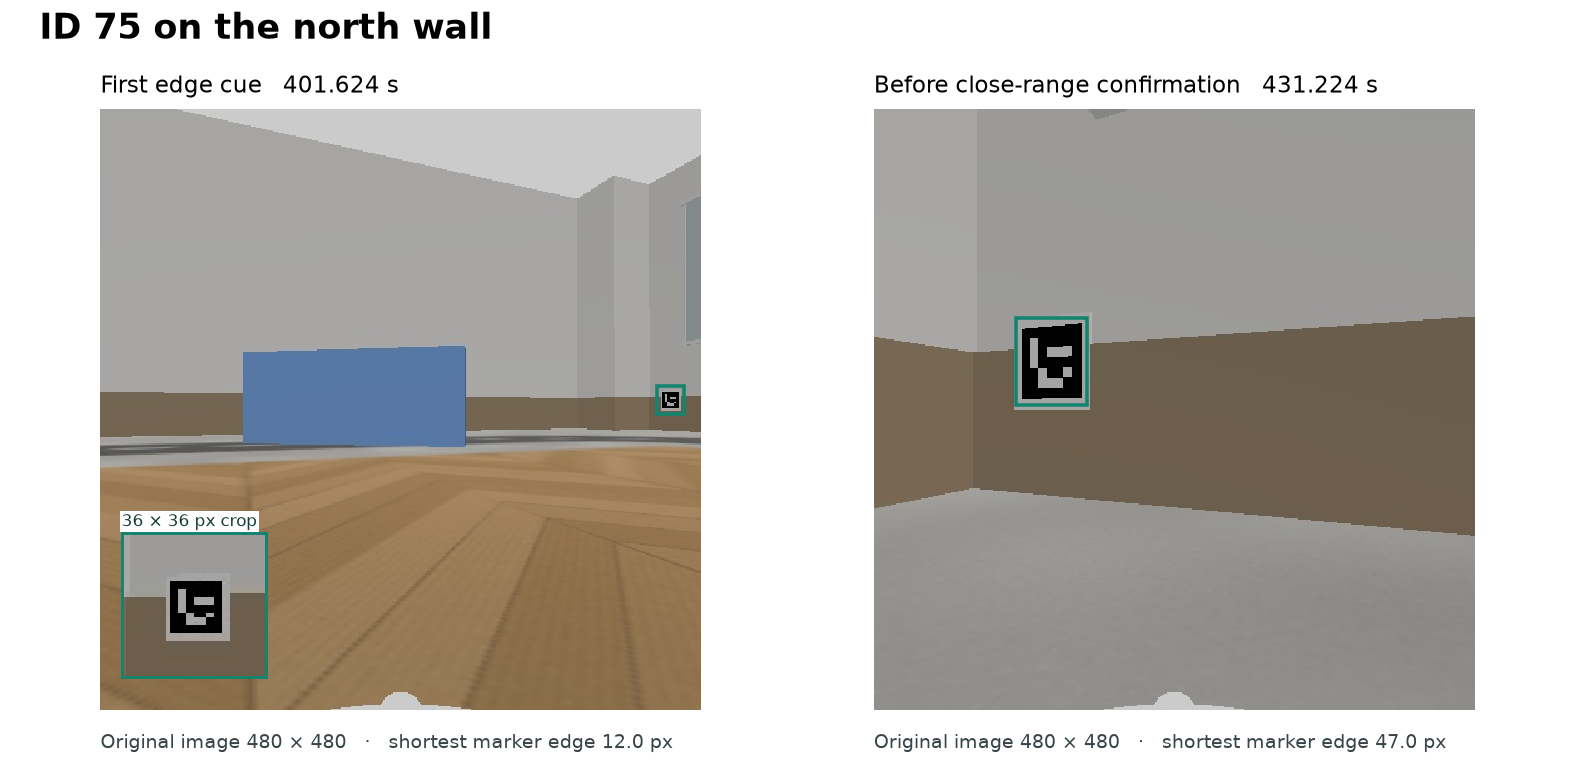 ID 75 on the north wall
First edge cue   401.624 s
Before close-range confirmation   431.224 s
36 × 36 px crop
Original image 480 × 480   ·   shortest marker edge 12.0 px
Original image 480 × 480   ·   shortest marker edge 47.0 px